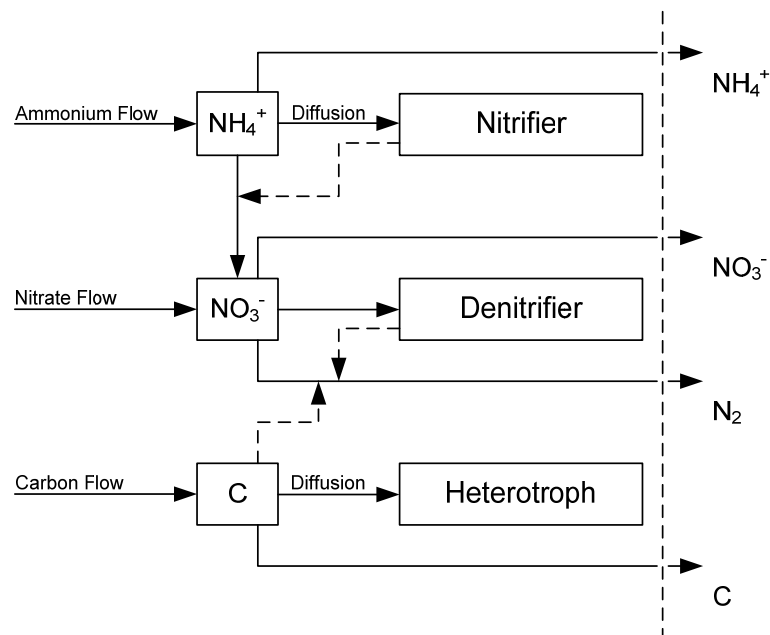 NH₄⁺
Ammonium Flow
NH₄⁺
Diffusion
Nitrifier
NO₃⁻
Nitrate Flow
NO₃⁻
Denitrifier
N₂
Carbon Flow
C
Diffusion
Heterotroph
C